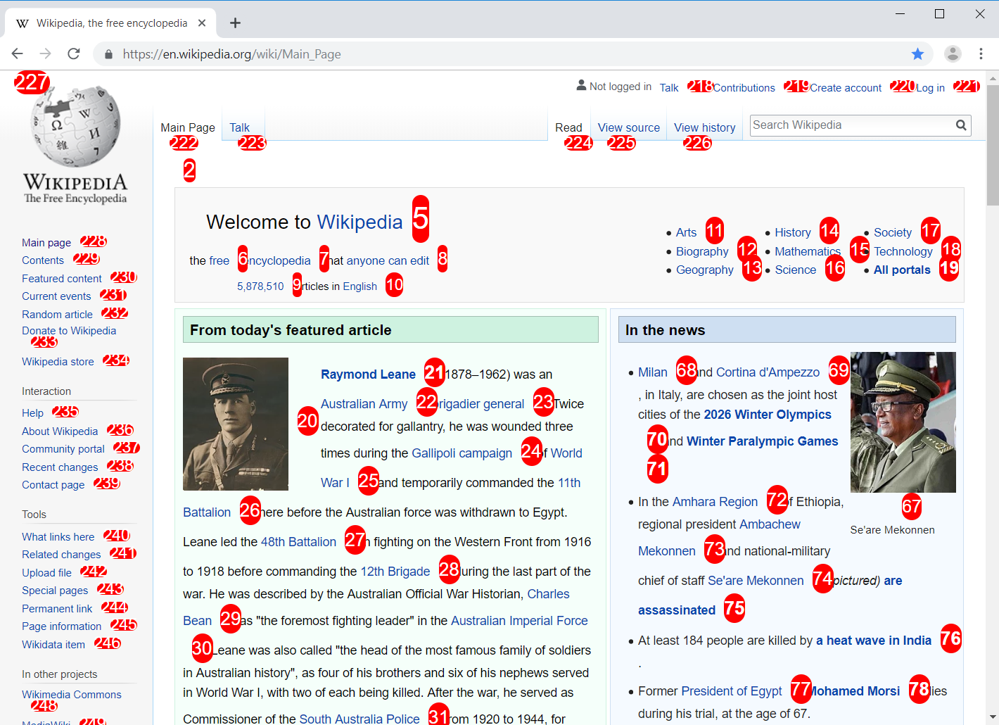 Wikipedia, the free encyclopedia
https://en.wikipedia.org/wiki/Main_Page
227
Not logged in Talk 218 Contributions 219 Create account 220 Log in 221
Main Page Talk Read View source View history Search Wikipedia
222 223 224 225 226
2
WIKIPEDIA
The Free Encyclopedia
Main page 228
Contents 229
Featured content 230
Current events 231
Random article 232
Donate to Wikipedia
233
Wikipedia store 234
Interaction
Help 235
About Wikipedia 236
Community portal 237
Recent changes 238
Contact page 239
Tools
What links here 240
Related changes 241
Upload file 242
Special pages 243
Permanent link 244
Page information 245
Wikidata item 246
In other projects
Wikimedia Commons
248
MediaWiki 249
Welcome to Wikipedia 5
the free 6 encyclopedia 7 hat anyone can edit 8
5,878,510 9 rticles in English 10
Arts 11
Biography 12
Geography 13
History 14
Mathematics 15
Science 16
Society 17
Technology 18
All portals 19
From today's featured article
20
Raymond Leane 21 1878–1962) was an
Australian Army 22 rigadier general 23 Twice
decorated for gallantry, he was wounded three
times during the Gallipoli campaign 24 f World
War I 25 and temporarily commanded the 11th
Battalion 26 here before the Australian force was withdrawn to Egypt.
Leane led the 48th Battalion 27 n fighting on the Western Front from 1916
to 1918 before commanding the 12th Brigade 28 uring the last part of the
war. He was described by the Australian Official War Historian, Charles
Bean 29 as "the foremost fighting leader" in the Australian Imperial Force
30 Leane was also called "the head of the most famous family of soldiers
in Australian history", as four of his brothers and six of his nephews served
in World War I, with two of each being killed. After the war, he served as
Commissioner of the South Australia Police 31 rom 1920 to 1944, for
In the news
Milan 68 and Cortina d'Ampezzo 69
, in Italy, are chosen as the joint host
cities of the 2026 Winter Olympics
70 and Winter Paralympic Games
71
67
Se'are Mekonnen
In the Amhara Region 72 of Ethiopia,
regional president Ambachew
Mekonnen 73 and national-military
chief of staff Se'are Mekonnen 74 pictured) are
assassinated 75
At least 184 people are killed by a heat wave in India 76
.
Former President of Egypt 77 Mohamed Morsi 78 dies
during his trial, at the age of 67.